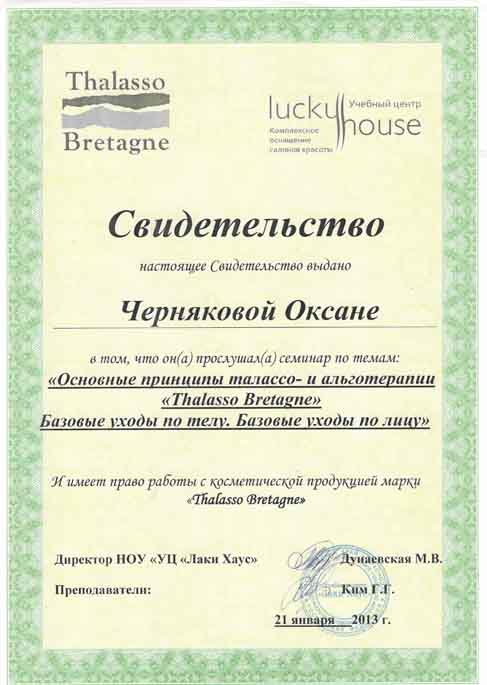 Thalasso
Bretagne
lucky house
Учебный центр
Комплексное
оснащение
салонов красоты
Свидетельство
настоящее Свидетельство выдано
Черняковой Оксане
в том, что он(а) прослушал(а) семинар по темам:
«Основные принципы талассо- и альготерапии
«Thalasso Bretagne»
Базовые уходы по телу. Базовые уходы по лицу»
И имеет право работы с косметической продукцией марки
«Thalasso Bretagne»
Директор НОУ «УЦ «Лаки Хаус» Дунаевская М.В.
Преподаватели: Ким Г.Г.
21 января 2013 г.